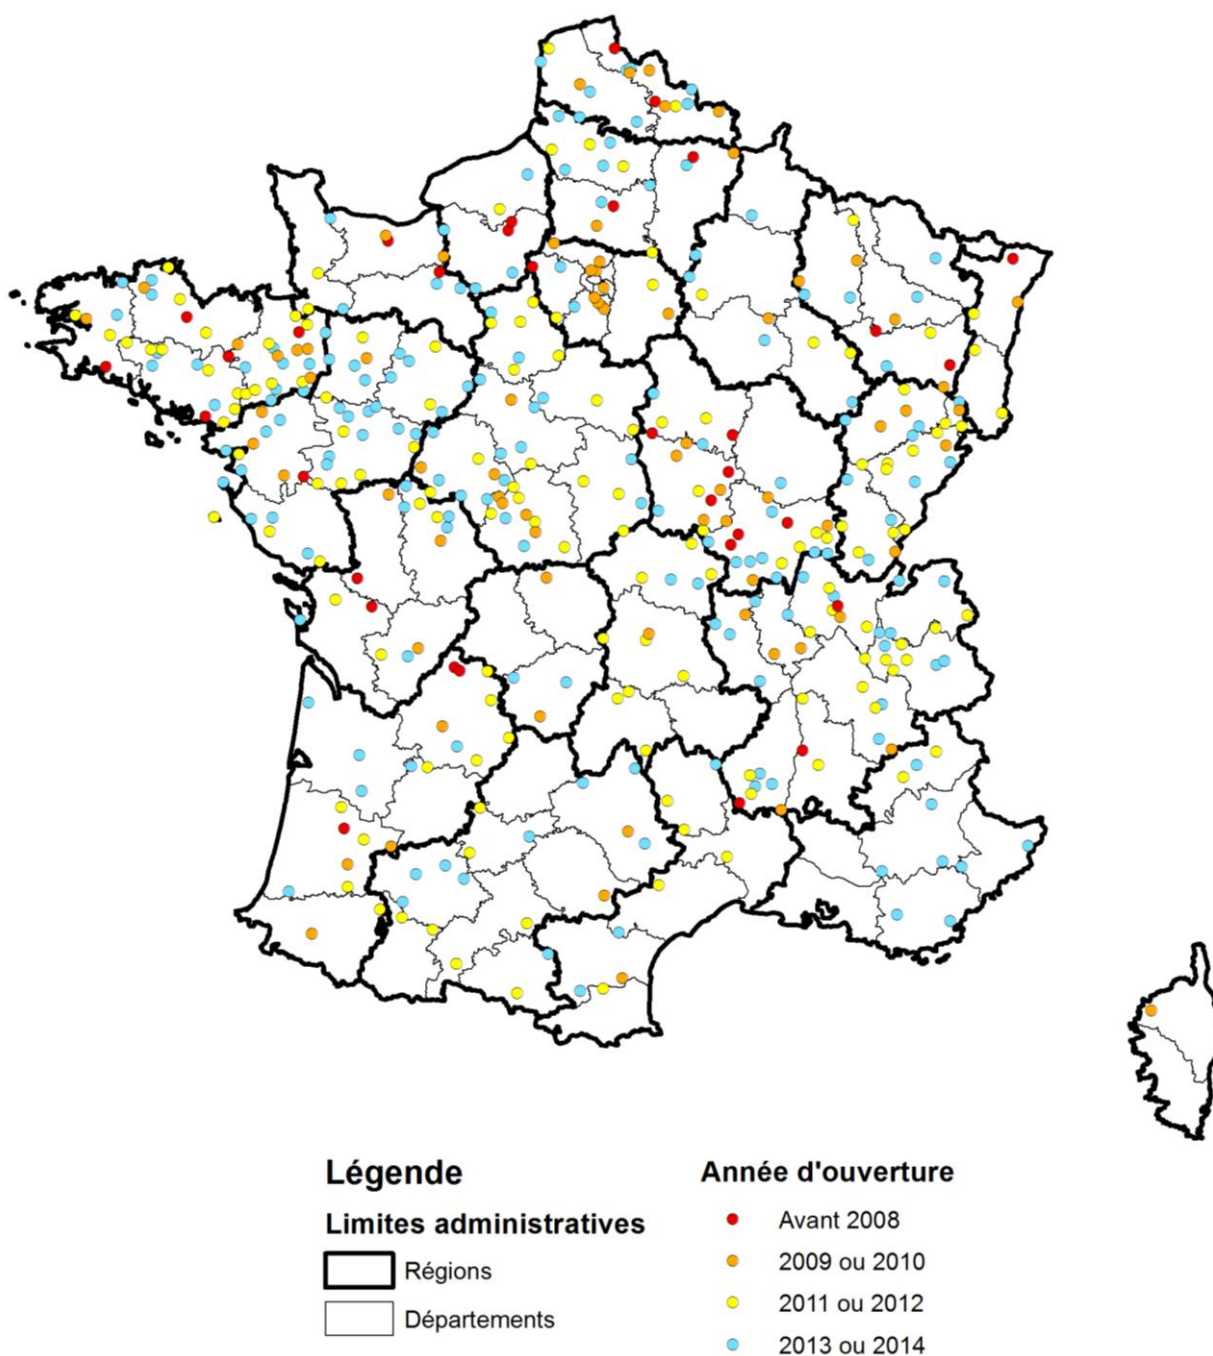 Légende
Limites administratives
Régions
Départements
Année d'ouverture
Avant 2008
2009 ou 2010
2011 ou 2012
2013 ou 2014